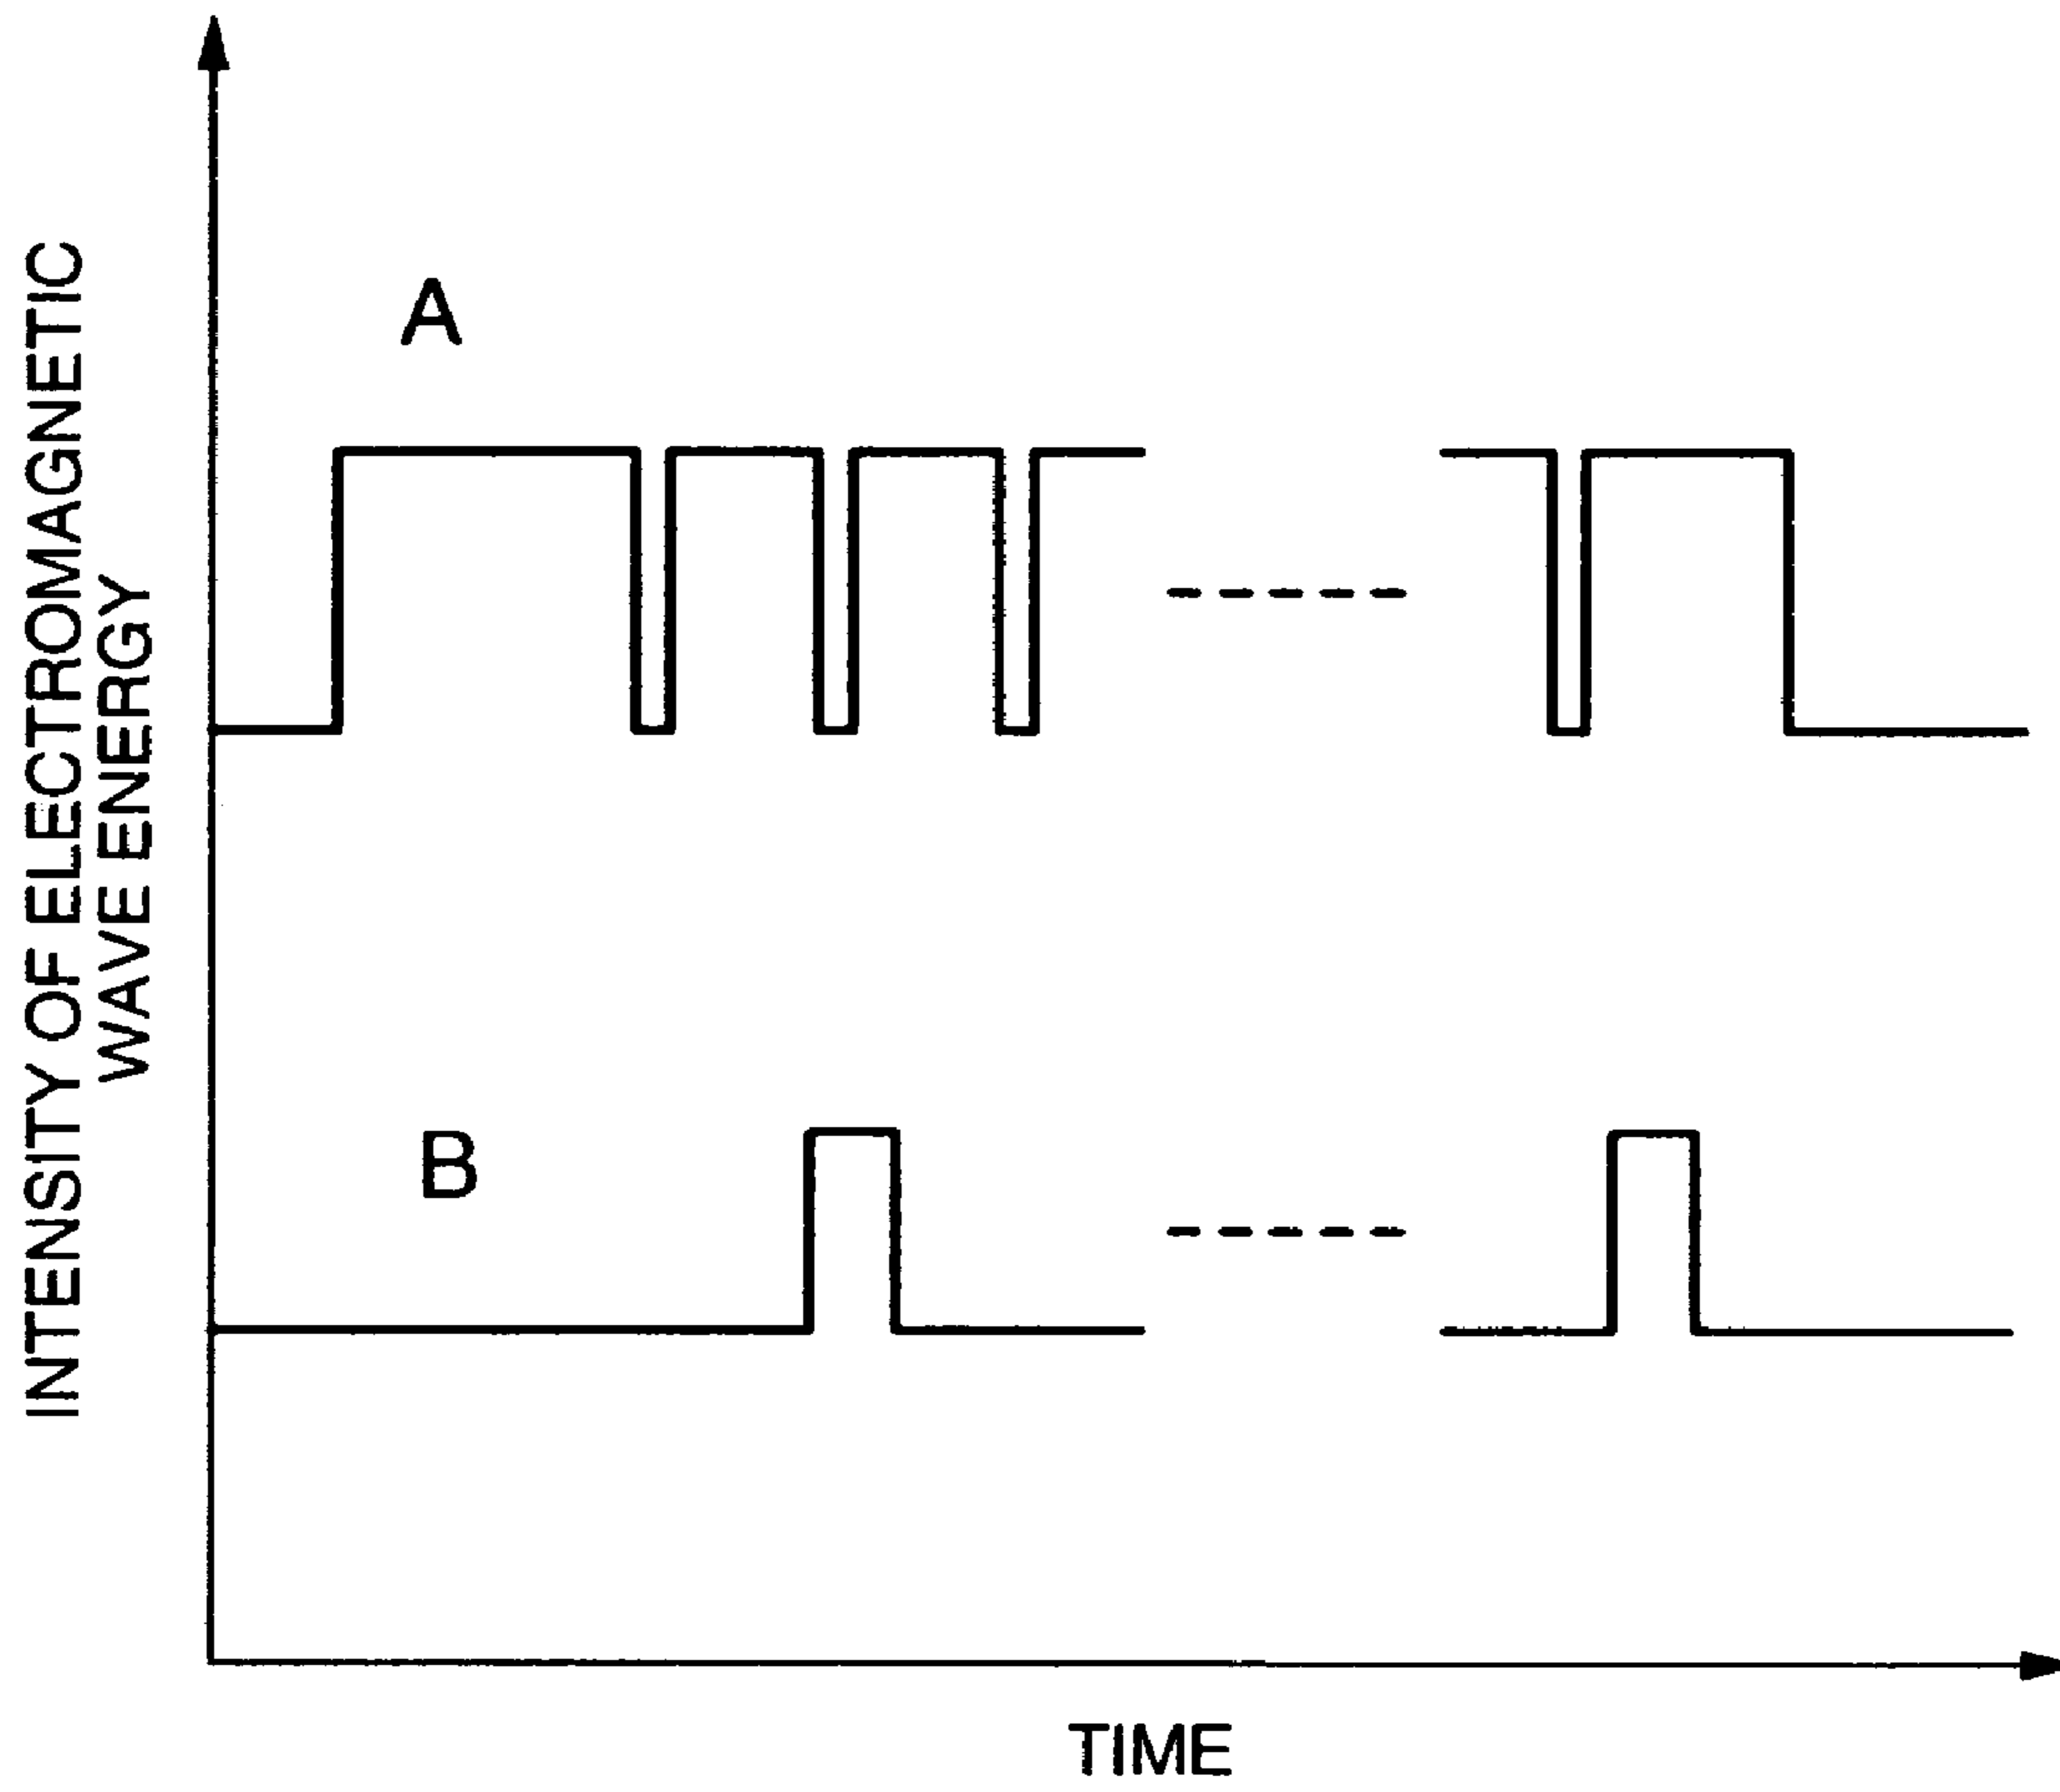 INTENSITY OF ELECTROMAGNETIC
WAVE ENERGY
A
B
TIME